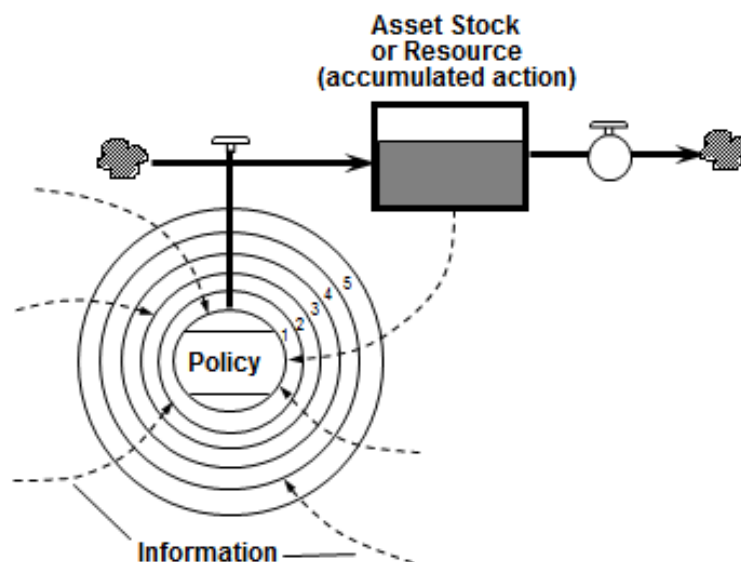 Asset Stock
or Resource
(accumulated action)
1 2 3 4 5
Policy
Information